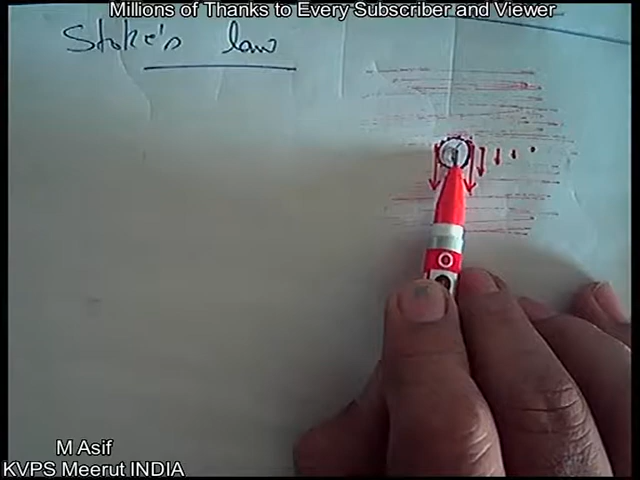 Millions of Thanks to Every Subscriber and Viewer
Stoke's law
M Asif
KVPS Meerut INDIA